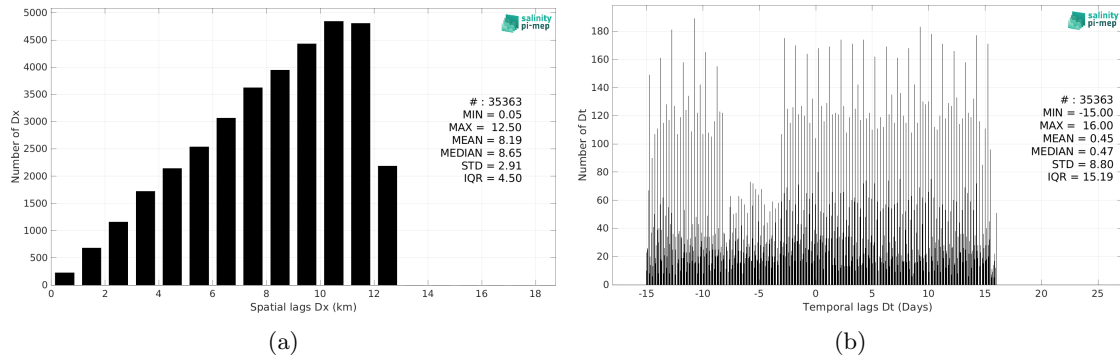 5000
4500
4000
3500
3000
2500
2000
1500
1000
500
0
Number of Dx
0 2 4 6 8 10 12 14 16 18
Spatial lags Dx (km)
salinity
pi-mep
# : 35363
MIN = 0.05
MAX = 12.50
MEAN = 8.19
MEDIAN = 8.65
STD = 2.91
IQR = 4.50
(a)
180
160
140
120
100
80
60
40
20
0
Number of Dt
-15 -10 -5 0 5 10 15 20 25
Temporal lags Dt (Days)
salinity
pi-mep
# : 35363
MIN = -15.00
MAX = 16.00
MEAN = 0.45
MEDIAN = 0.47
STD = 8.80
IQR = 15.19
(b)